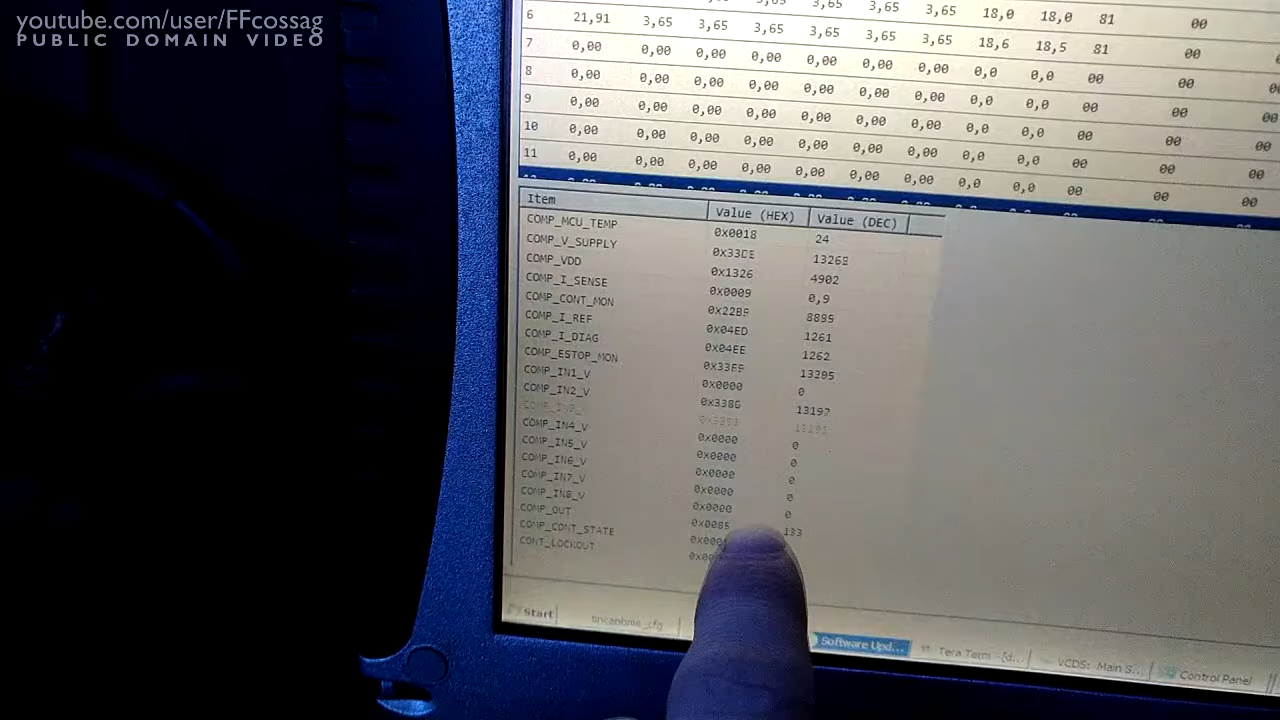 youtube.com/user/FFcossag
PUBLIC DOMAIN VIDEO
3,65 3,65 3,65 18,0 18,0 81 00
6 21,91 3,65 3,65 3,65 3,65 3,65 3,65 18,6 18,5 81 00
7 0,00 0,00 0,00 0,00 0,00 0,00 0,00 0,0 0,0 00 00
8 0,00 0,00 0,00 0,00 0,00 0,00 0,00 0,0 0,0 00 00
9 0,00 0,00 0,00 0,00 0,00 0,00 0,00 0,0 0,0 00 00
10 0,00 0,00 0,00 0,00 0,00 0,00 0,00 0,0 0,0 00 00
11 0,00 0,00 0,00 0,00 0,00 0,00 0,00 0,0 0,0 00 00
Item Value (HEX) Value (DEC)
COMP_MCU_TEMP 0x0018 24
COMP_V_SUPPLY
COMP_VDD 0x1326 4902
COMP_I_SENSE 0x0009 0,9
COMP_CONT_MON
COMP_I_REF 0x04ED 1261
COMP_I_DIAG 0x04EE 1262
COMP_ESTOP_MON
COMP_IN1_V 0x0000 0
COMP_IN2_V
COMP_IN4_V 0x0000 0
COMP_IN5_V 0x0000 0
COMP_IN6_V 0x0000 0
COMP_IN7_V 0x0000 0
COMP_IN8_V 0x0000 0
COMP_OUT 0x0085 133
COMP_CONT_STATE
CONT_LOCKOUT
Start Software Upd... Tera Term - [d... VCDS: Main S... Control Panel